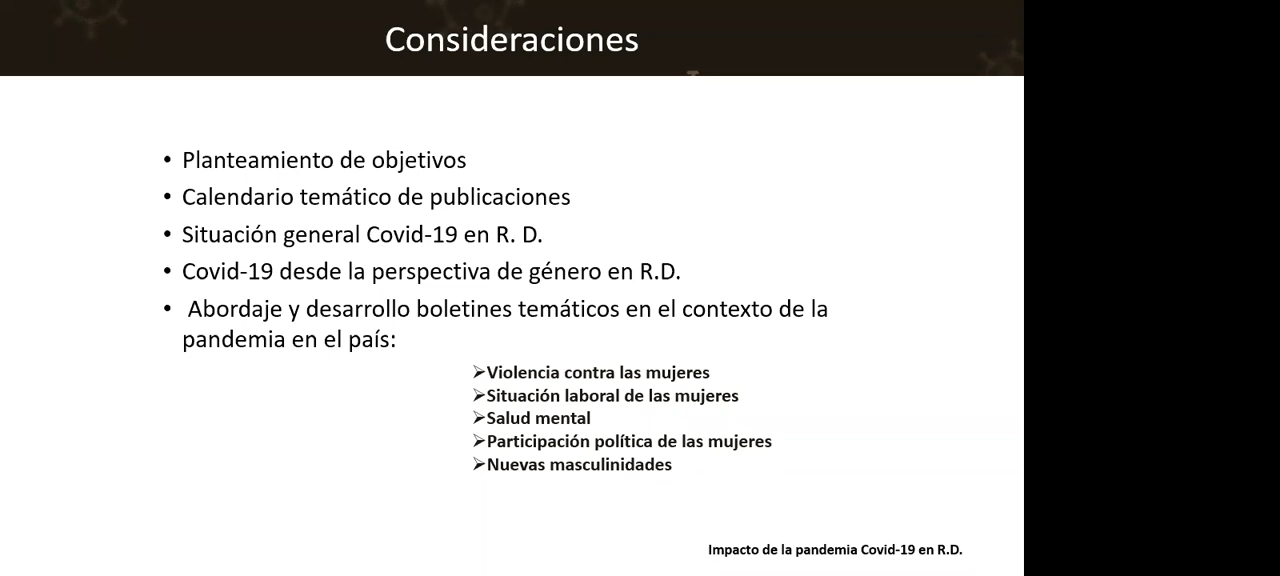 Consideraciones
• Planteamiento de objetivos
• Calendario temático de publicaciones
• Situación general Covid-19 en R. D.
• Covid-19 desde la perspectiva de género en R.D.
• Abordaje y desarrollo boletines temáticos en el contexto de la
pandemia en el país:
➢Violencia contra las mujeres
➢Situación laboral de las mujeres
➢Salud mental
➢Participación política de las mujeres
➢Nuevas masculinidades
Impacto de la pandemia Covid-19 en R.D.